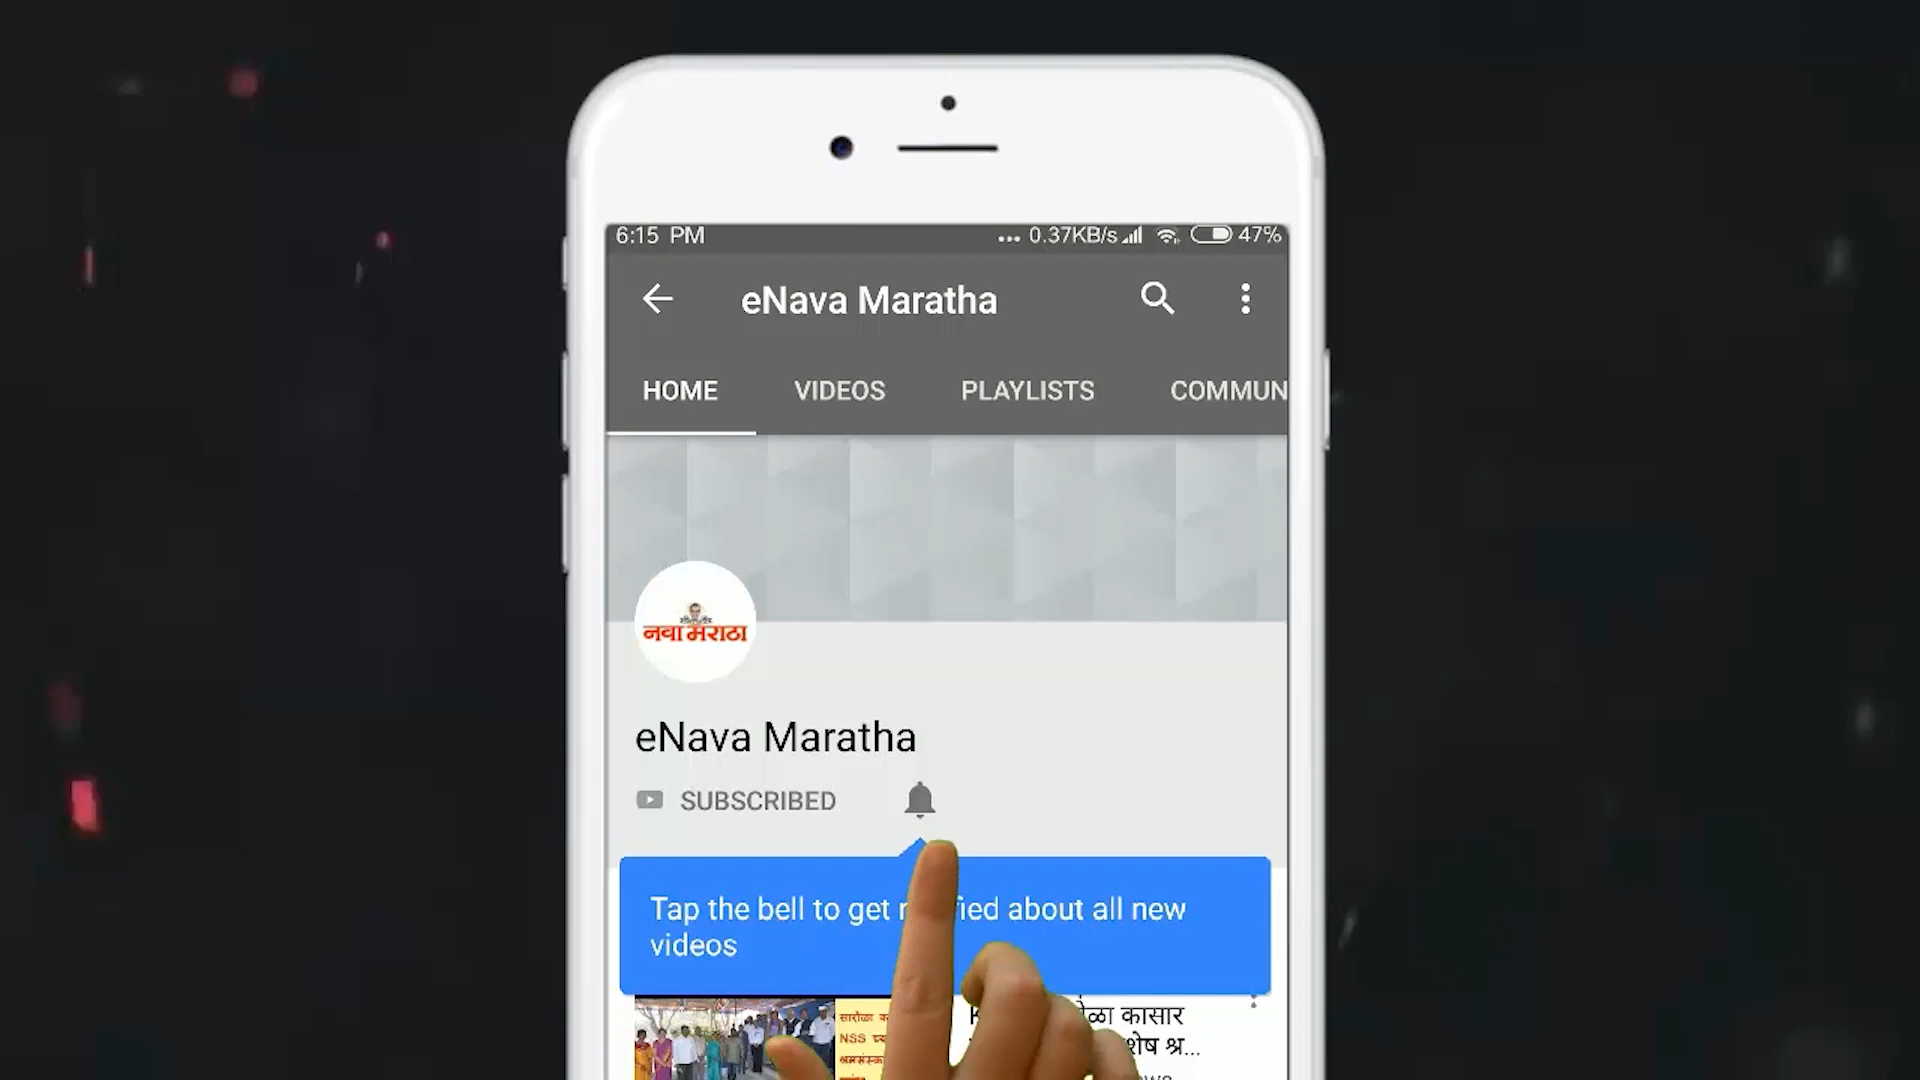 6:15 PM
0.37KB/s 47%
eNava Maratha
HOME VIDEOS PLAYLISTS COMMUN
नवा मराठा
eNava Maratha
SUBSCRIBED
Tap the bell to get about all new
videos
सारोळा
कासार
NSS
शेष श्र...